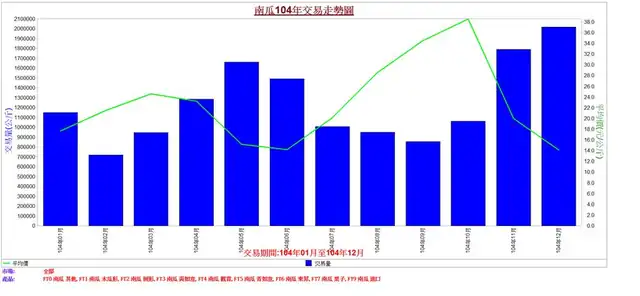 南瓜104年交易走勢圖
交易量(公斤)
2100000
2000000
1900000
1800000
1700000
1600000
1500000
1400000
1300000
1200000
1100000
1000000
900000
800000
700000
600000
500000
400000
300000
200000
100000
0
38.0
36.0
34.0
32.0
30.0
28.0
26.0
24.0
22.0
20.0
18.0
16.0
14.0
12.0
10.0
8.0
6.0
4.0
2.0
0.0
平均價(元/公斤)
104年01月
104年02月
104年03月
104年04月
104年05月
104年06月
104年07月
104年08月
104年09月
104年10月
104年11月
104年12月
交易期間:104年01月至104年12月
平均價 交易量
市場: 全部
產品: FT0 南瓜 其他, FT1 南瓜 木瓜形, FT2 南瓜 圓形, FT3 南瓜 黃如意, FT4 南瓜 觀賞, FT5 南瓜 青如意, FT6 南瓜 東昇, FT7 南瓜 栗子, FT9 南瓜 進口